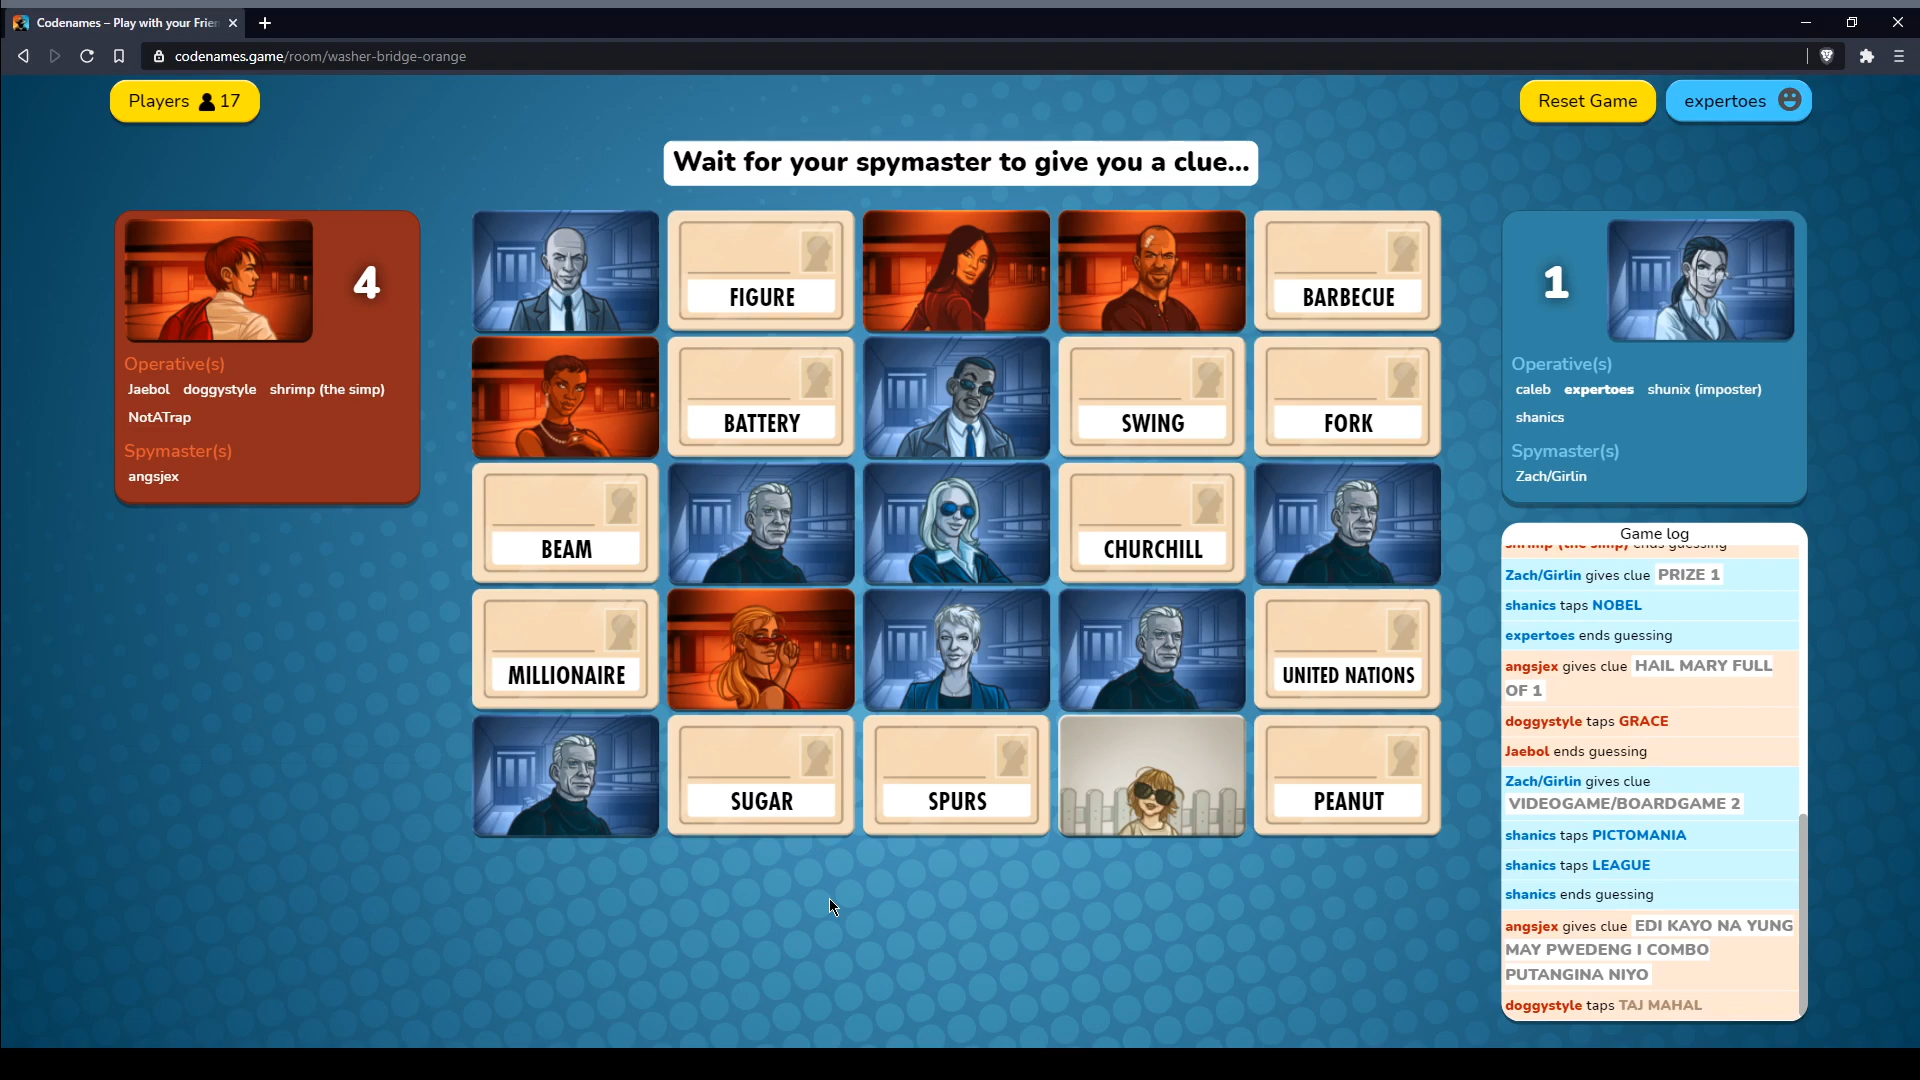 Codenames – Play with your Frie
codenames.game/room/washer-bridge-orange
Players 17
Reset Game
expertoes
Wait for your spymaster to give you a clue...
4
Operative(s)
Jaebol doggystyle shrimp (the simp)
NotATrap
Spymaster(s)
angsjex
FIGURE
BARBECUE
BATTERY
SWING
FORK
BEAM
CHURCHILL
MILLIONAIRE
UNITED NATIONS
SUGAR
SPURS
PEANUT
1
Operative(s)
caleb expertoes shunix (imposter)
shanics
Spymaster(s)
Zach/Girlin
Game log
shrimp (the simp) ends guessing
Zach/Girlin gives clue PRIZE 1
shanics taps NOBEL
expertoes ends guessing
angsjex gives clue HAIL MARY FULL
OF 1
doggystyle taps GRACE
Jaebol ends guessing
Zach/Girlin gives clue
VIDEOGAME/BOARDGAME 2
shanics taps PICTOMANIA
shanics taps LEAGUE
shanics ends guessing
angsjex gives clue EDI KAYO NA YUNG
MAY PWEDENG I COMBO
PUTANGINA NIYO
doggystyle taps TAJ MAHAL